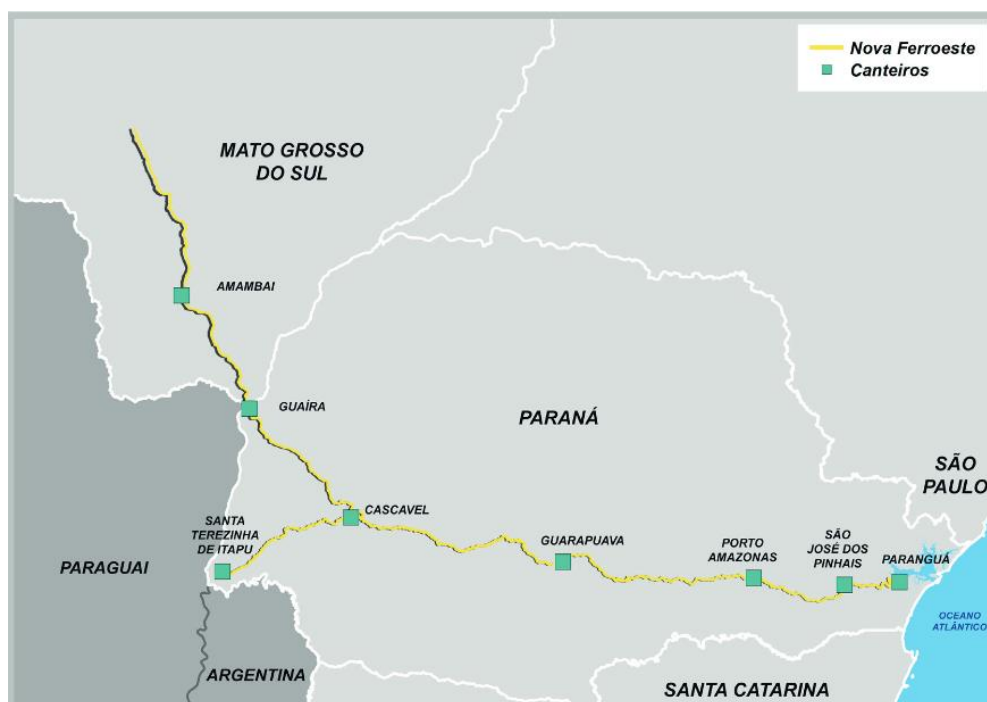 Nova Ferroeste
Canteiros
MATO GROSSO
DO SUL
AMAMBAI
GUAÍRA
PARANÁ
SÃO
PAULO
CASCAVEL
SANTA
TEREZINHA
DE ITAPU
GUARAPUAVA
PORTO
AMAZONAS
SÃO
JOSÉ DOS
PINHAIS
PARANGUÁ
PARAGUAI
OCEANO
ATLÂNTICO
ARGENTINA
SANTA CATARINA